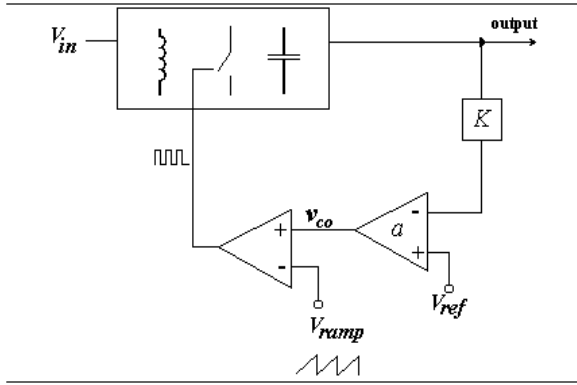 V_in
output
K
v_co
-
a
+
+
-
V_ref
V_ramp